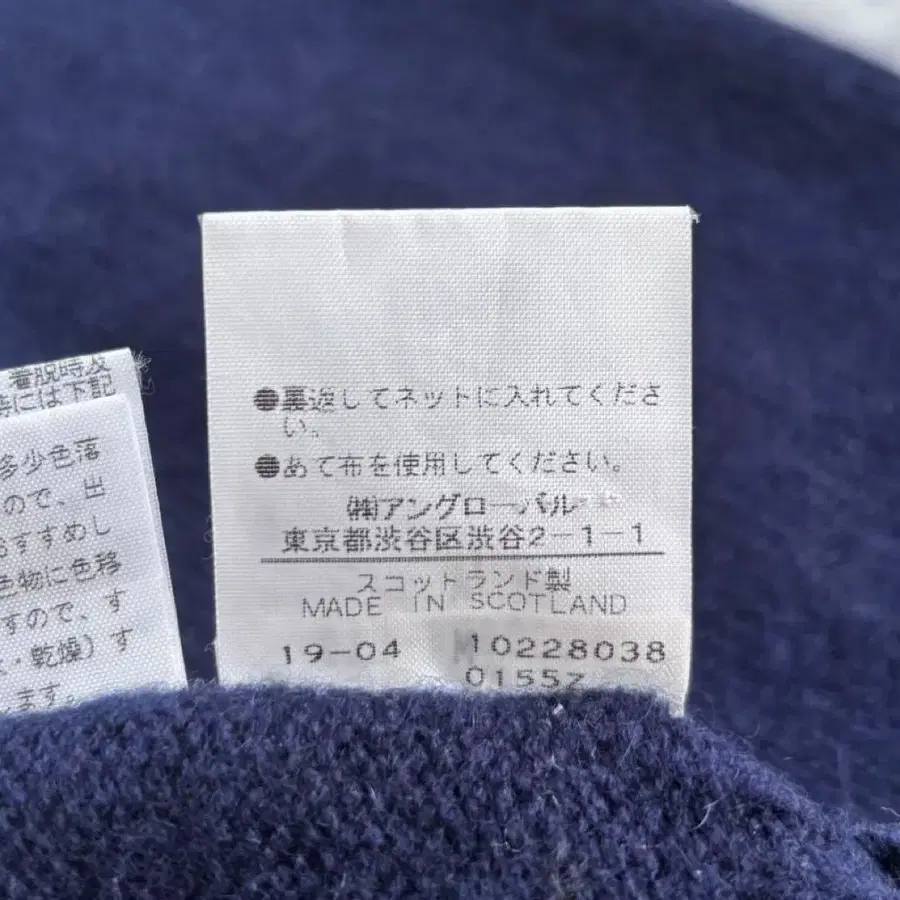 着脱時及
時には下記
多少色落
ので、出
おすすめし
色物に色移
すので、す
・乾燥)す
ます。
●裏返してネットに入れてくださ
い。
●あて布を使用してください。
㈱アングローバル
東京都渋谷区渋谷2-1-1
スコットランド製
MADE IN SCOTLAND
19-04 10228038
0155Z